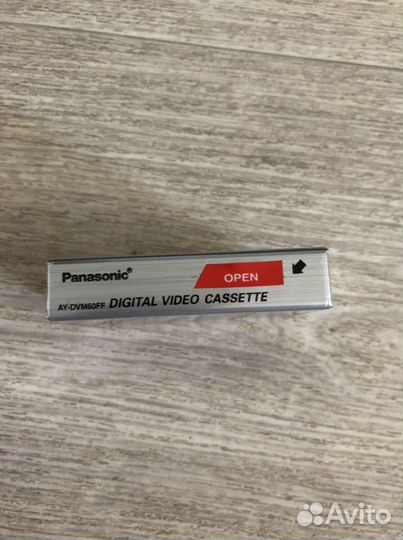 Panasonic®
OPEN
AY-DVM60FF DIGITAL VIDEO CASSETTE
Avito